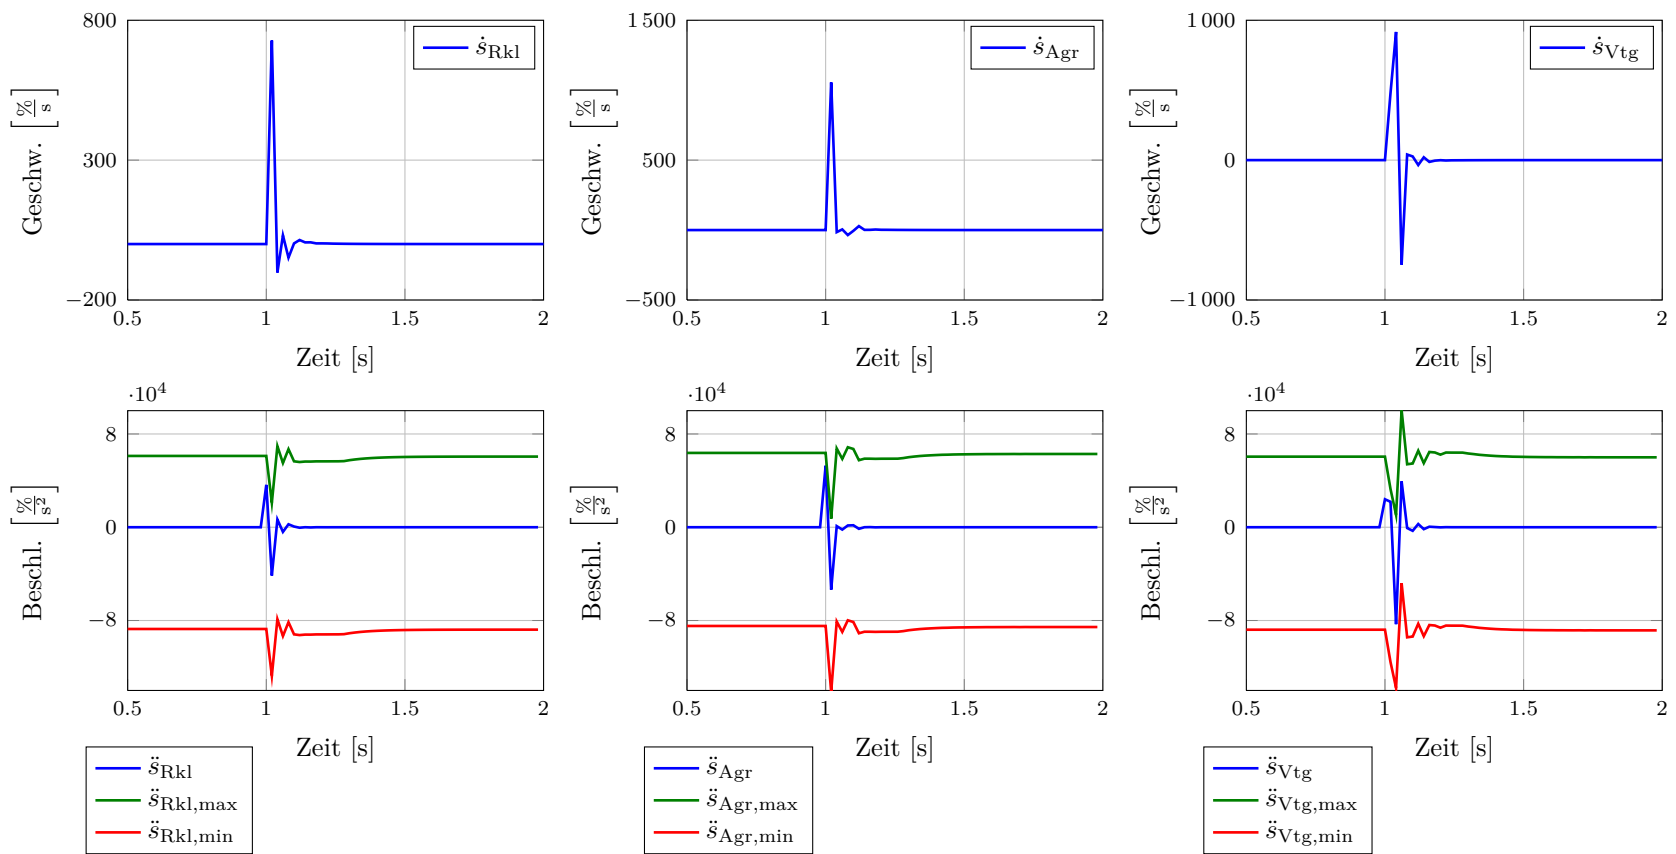 800
300
−200
0.5
1
1.5
2
Geschw. [%/s]
Zeit [s]
ṡRkl
1 500
500
−500
0.5
1
1.5
2
Geschw. [%/s]
Zeit [s]
ṡAgr
1 000
0
−1 000
0.5
1
1.5
2
Geschw. [%/s]
Zeit [s]
ṡVtg
·10⁴
8
0
−8
0.5
1
1.5
2
Beschl. [%/s²]
Zeit [s]
s̈Rkl
s̈Rkl,max
s̈Rkl,min
·10⁴
8
0
−8
0.5
1
1.5
2
Beschl. [%/s²]
Zeit [s]
s̈Agr
s̈Agr,max
s̈Agr,min
·10⁴
8
0
−8
0.5
1
1.5
2
Beschl. [%/s²]
Zeit [s]
s̈Vtg
s̈Vtg,max
s̈Vtg,min